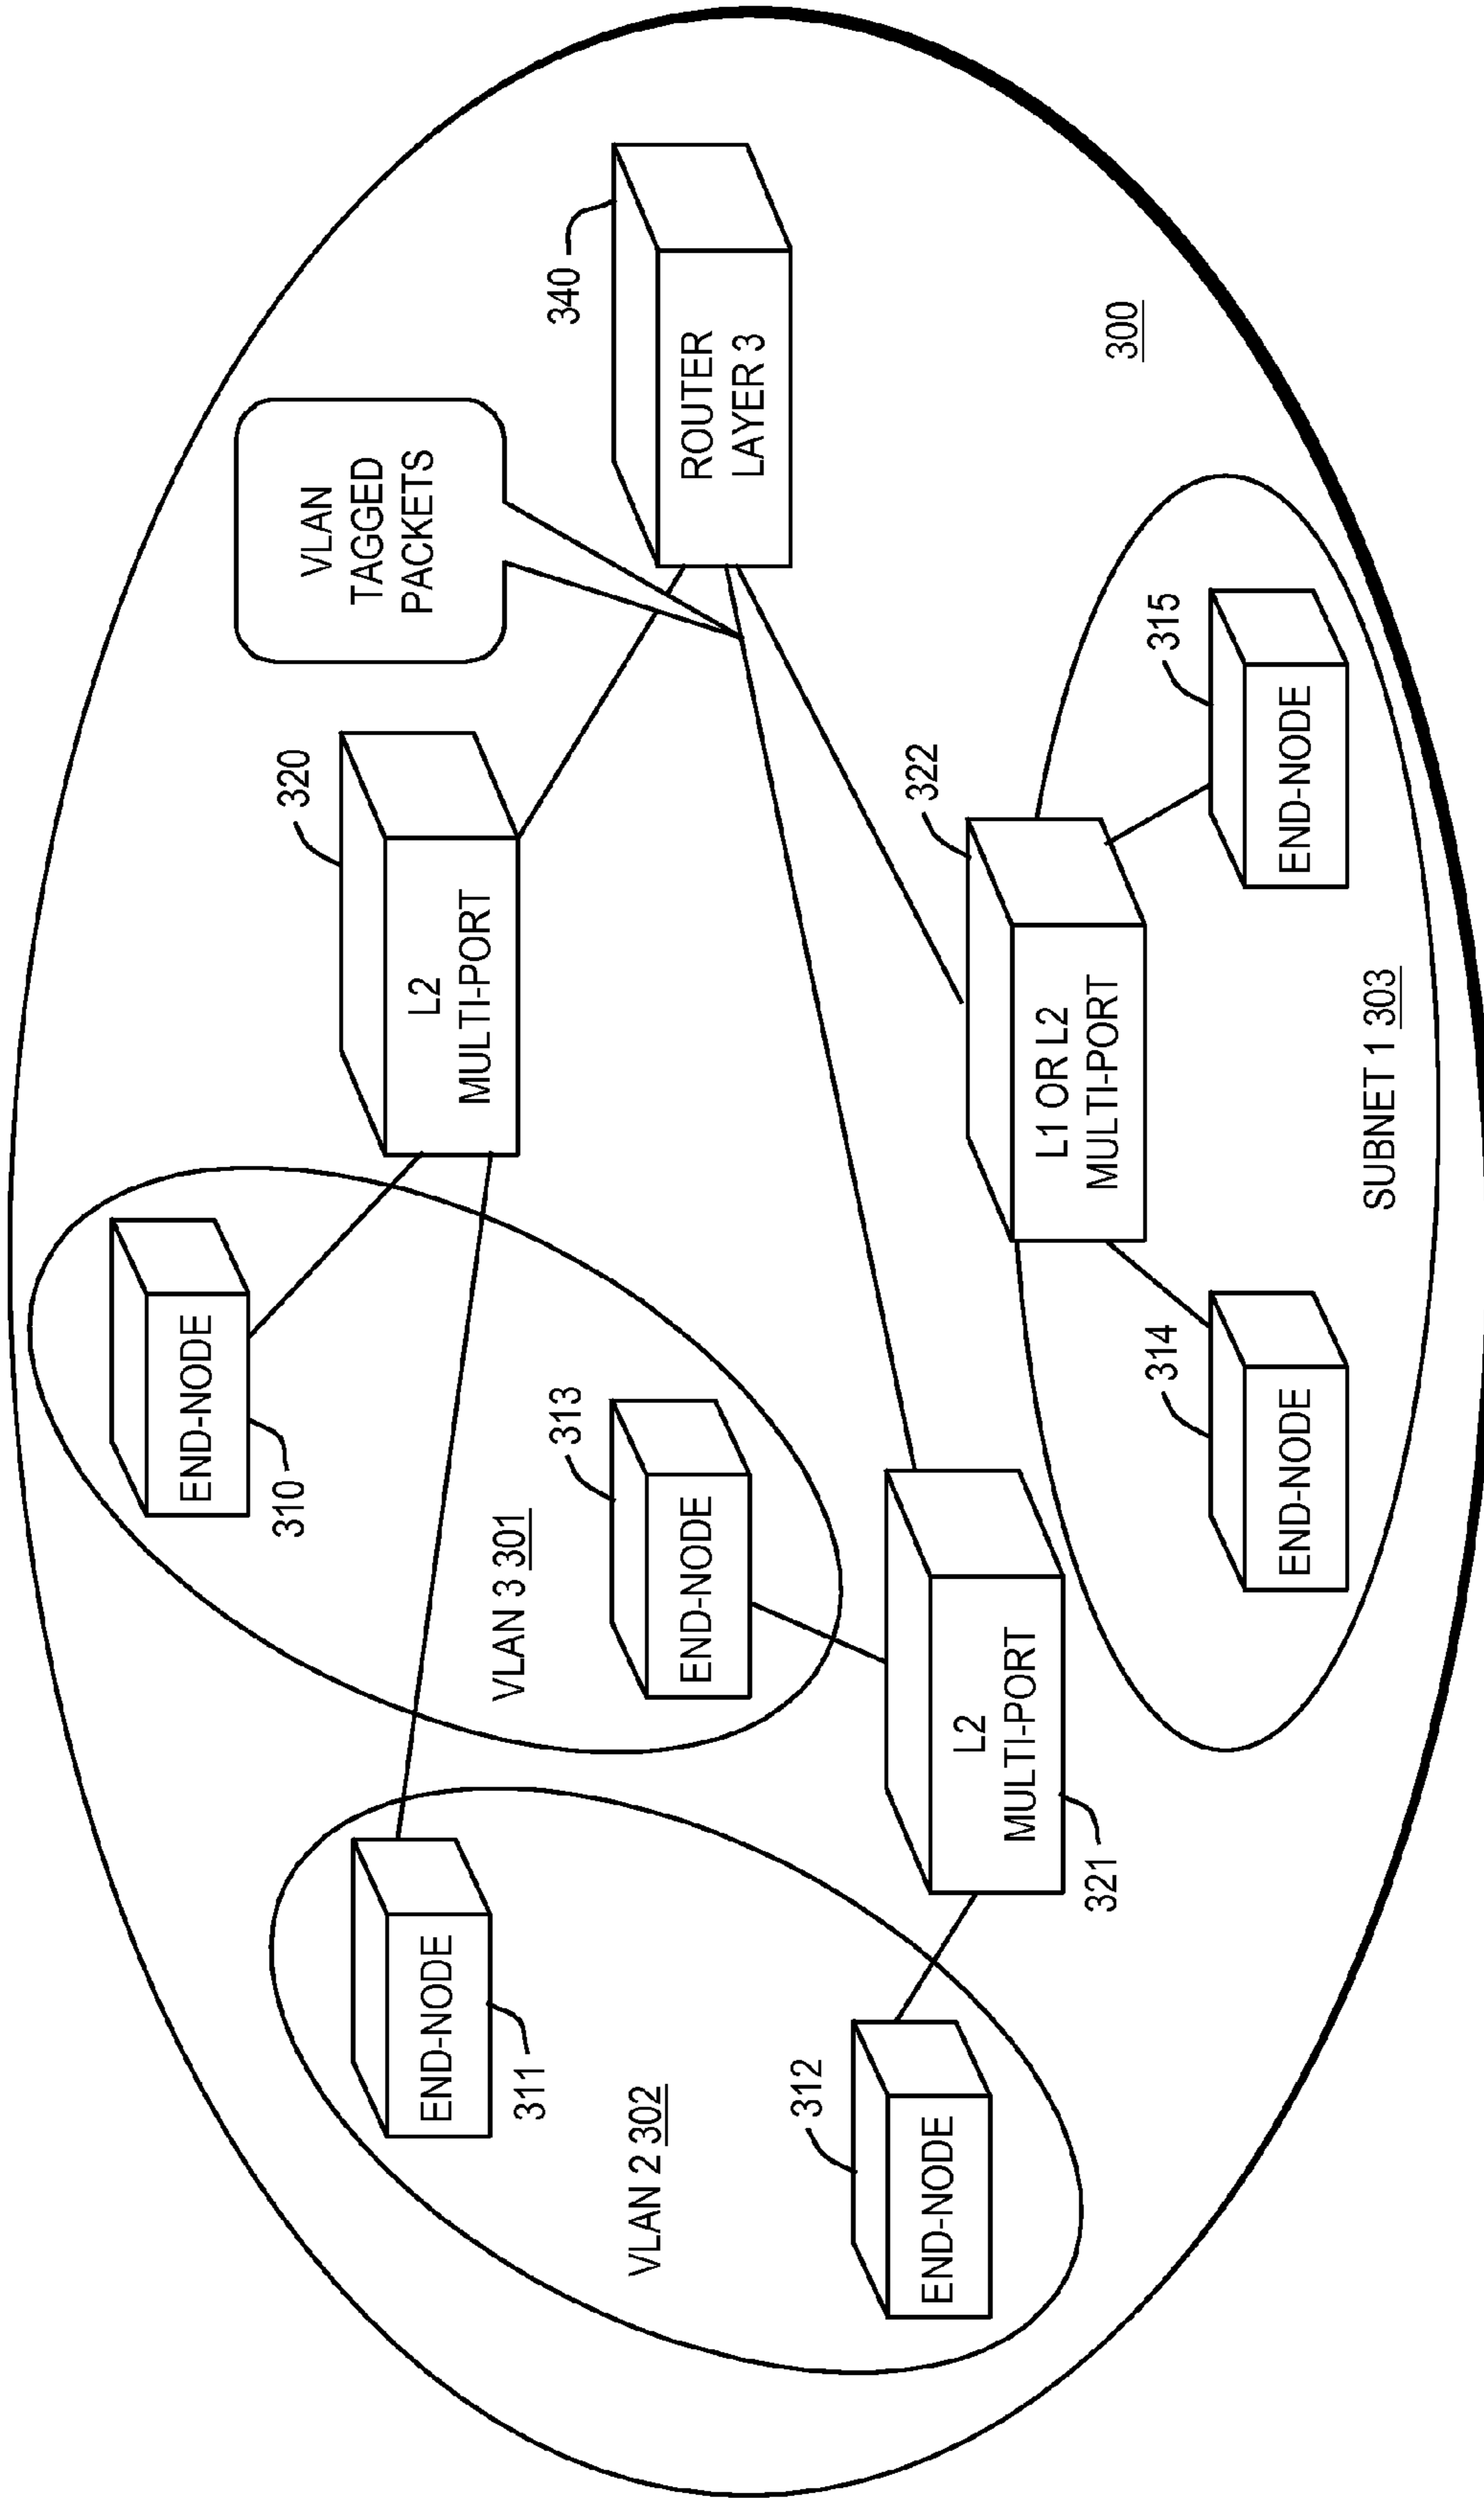 310
END-NODE
320
L2
MULTI-PORT
VLAN
TAGGED
PACKETS
340
ROUTER
LAYER 3
311
END-NODE
VLAN 3 301
313
END-NODE
VLAN 2 302
312
END-NODE
321
L2
MULTI-PORT
322
L1 OR L2
MULTI-PORT
300
314
END-NODE
315
END-NODE
SUBNET 1 303